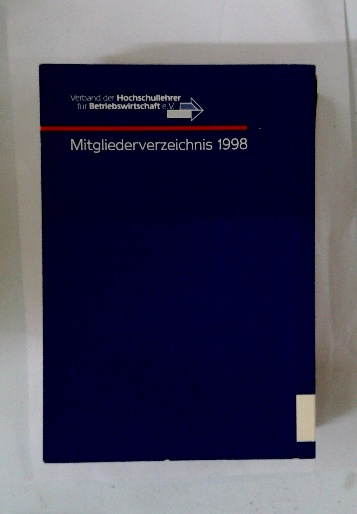 Verband der Hochschullehrer
für Betriebswirtschaft e.V.
Mitgliederverzeichnis 1998